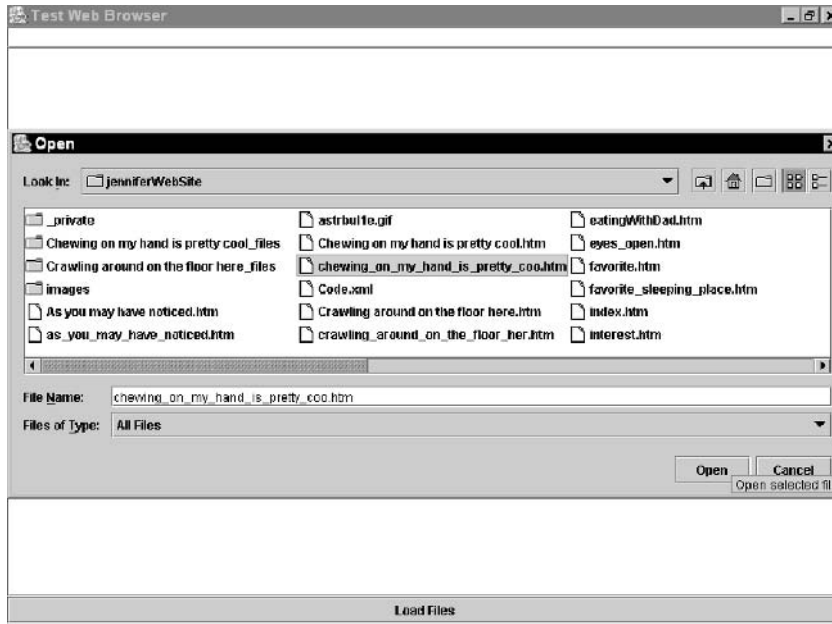 Test Web Browser
Open
Look In: jenniferWebSite
_private
Chewing on my hand is pretty cool_files
Crawling around on the floor here_files
images
As you may have noticed.htm
as_you_may_have_noticed.htm
astrbul1e.gif
Chewing on my hand is pretty cool.htm
chewing_on_my_hand_is_pretty_coo.htm
Code.xml
Crawling around on the floor here.htm
crawling_around_on_the_floor_her.htm
eatingWithDad.htm
eyes_open.htm
favorite.htm
favorite_sleeping_place.htm
index.htm
interest.htm
File Name: chewing_on_my_hand_is_pretty_coo.htm
Files of Type: All Files
Open Cancel
Open selected fil
Load Files